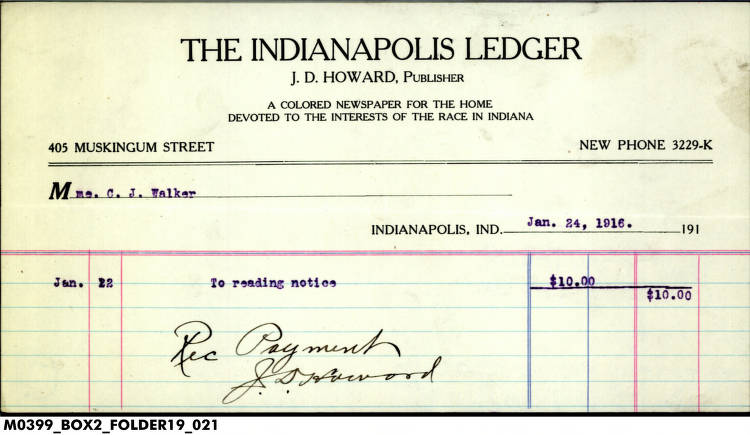 THE INDIANAPOLIS LEDGER
J. D. HOWARD, PUBLISHER
A COLORED NEWSPAPER FOR THE HOME
DEVOTED TO THE INTERESTS OF THE RACE IN INDIANA
405 MUSKINGUM STREET NEW PHONE 3229-K
Mme. C. J. Walker
INDIANAPOLIS, IND. Jan. 24, 1916. 191
Jan. 22 To reading notice $10.00
$10.00
Rec Payment
J. D. Howard
M0399_BOX2_FOLDER19_021